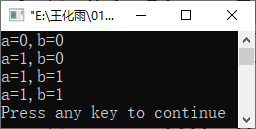 "E:\王化雨\01...
a=0,b=0
a=1,b=0
a=1,b=1
a=1,b=1
Press any key to continue